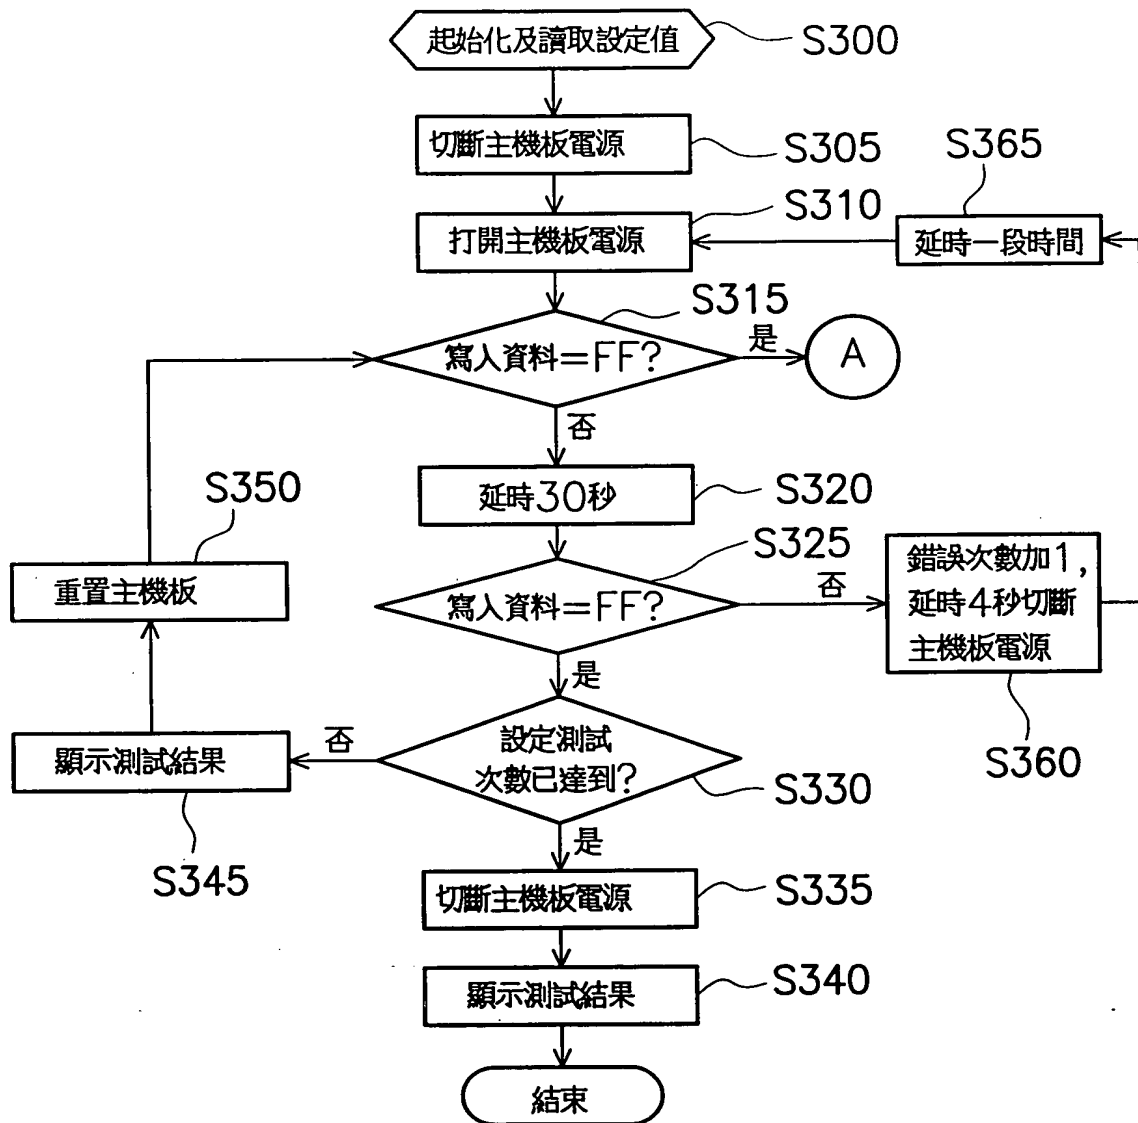 起始化及讀取設定值
S300
切斷主機板電源
S305
S365
打開主機板電源
S310
延時一段時間
S315
寫入資料=FF?
是
A
否
S350
延時30秒
S320
S325
重置主機板
寫入資料=FF?
否
錯誤次數加1,
延時4秒切斷
主機板電源
是
S360
顯示測試結果
否
設定測試
次數已達到?
S330
S345
是
切斷主機板電源
S335
顯示測試結果
S340
結束